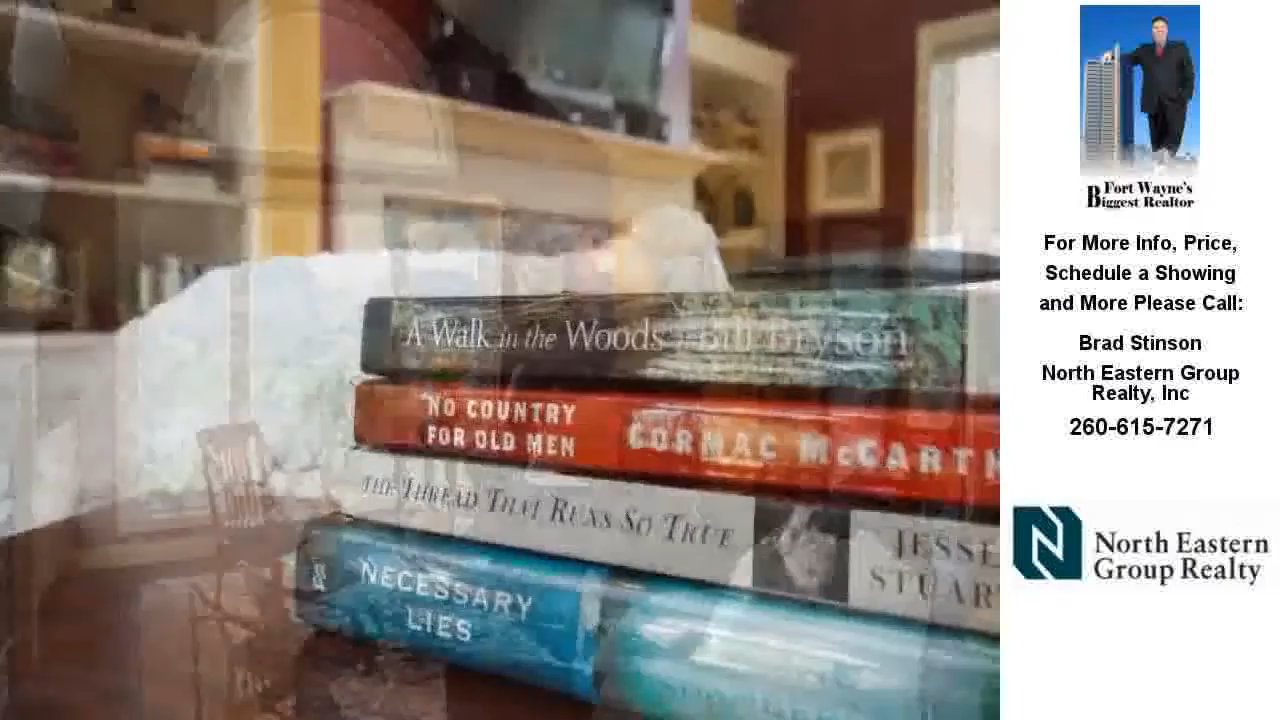 A Walk in the Woods Bill Bryson
NO COUNTRY
FOR OLD MEN
CORMAC McCART
THE THREAD THAT RUNS SO TRUE
JESSE
STUAR
NECESSARY
LIES
Fort Wayne's
Biggest Realtor
For More Info, Price,
Schedule a Showing
and More Please Call:
Brad Stinson
North Eastern Group
Realty, Inc
260-615-7271
North Eastern
Group Realty